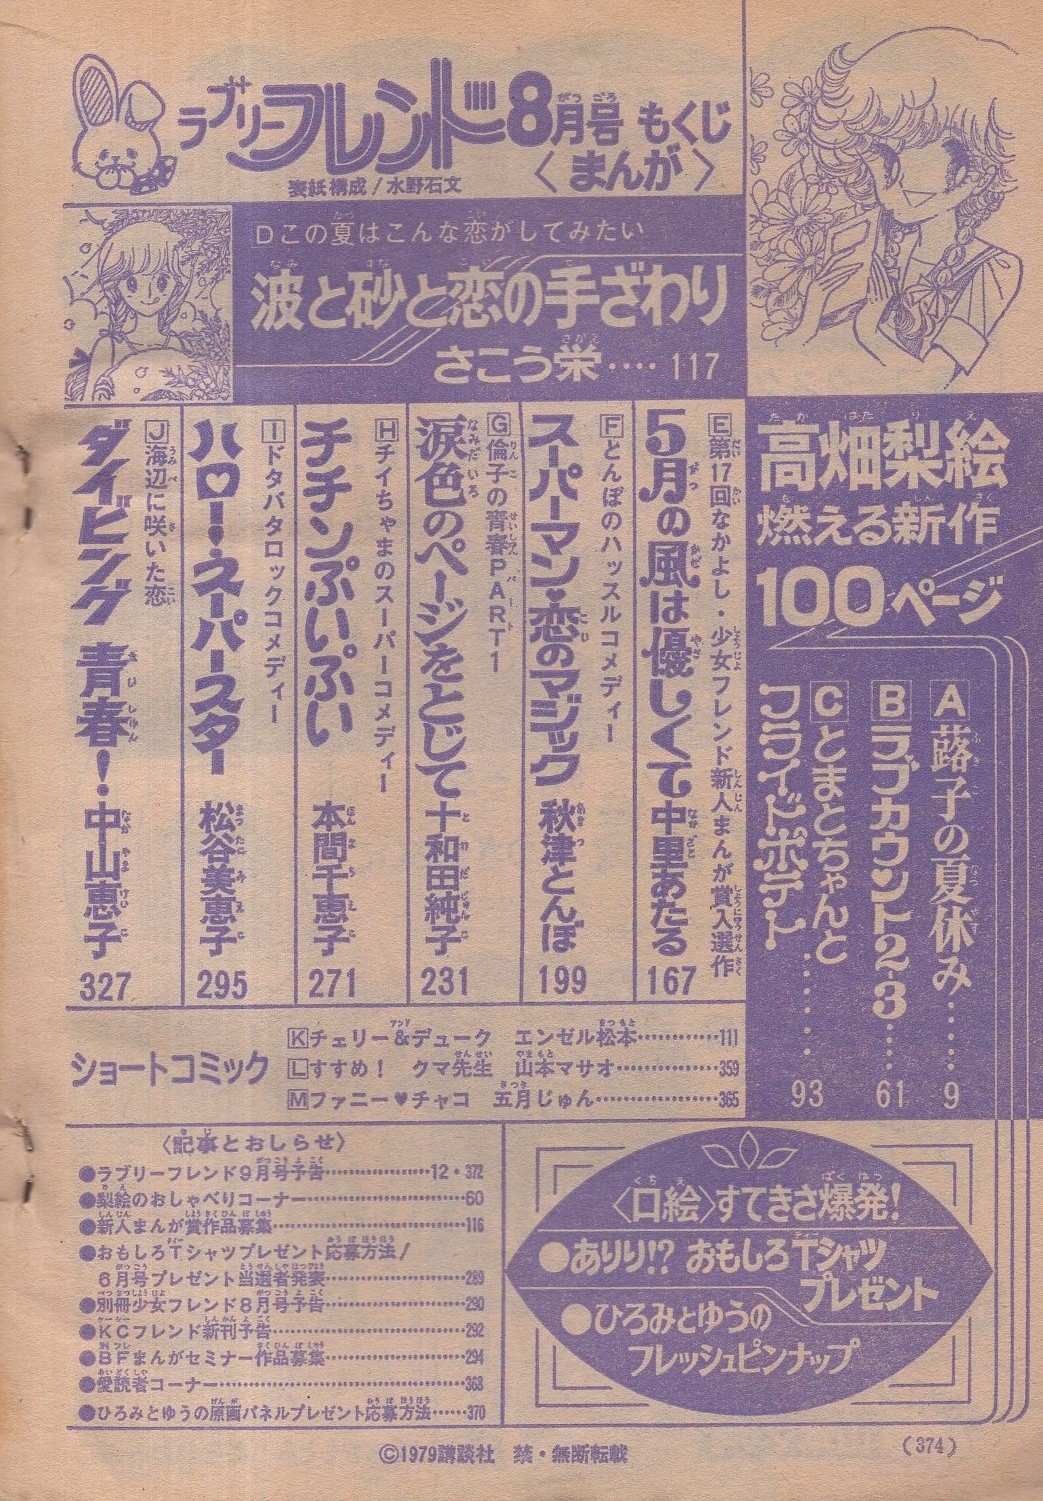 ラブリーフレンド8月号 もくじ
〈まんが〉
表紙構成/水野石文
Dこの夏はこんな恋がしてみたい
波と砂と恋の手ざわり
さこう栄‥‥117
高畑梨絵
燃える新作
100ページ
A蕗子の夏休み……9
Bラブカウント2-3……61
Cとまとちゃんと
フライドポテト……93
E第17回なかよし・少女フレンド新人まんが賞入選作
5月の風は優しくて 中里あたる 167
Fとんぼのハッスルコメディー
スーパーマン♥恋のマジック 秋津とんぼ 199
G倫子の青春PART1
涙色のページをとじて 十和田純子 231
Hチイちゃまのスーパーコメディー
チチンぷいぷい 本間千恵子 271
Iドタバタロックコメディー
ハロー!スーパースター 松谷美恵子 295
J海辺に咲いた恋
ダイビング青春! 中山恵子 327
ショートコミック
Kチェリー&デューク エンゼル松本…………111
Lすすめ! クマ先生 山本マサオ……………359
Mファニー♥チャコ 五月じゅん………………365
〈記事とおしらせ〉
●ラブリーフレンド9月号予告………………12・372
●梨絵のおしゃべりコーナー……………………60
●新人まんが賞作品募集…………………………116
●おもしろTシャツプレゼント応募方法/
6月号プレゼント当選者発表……………………289
●別冊少女フレンド8月号予告…………………290
●KCフレンド新刊予告…………………………292
●BFまんがセミナー作品募集…………………294
●愛読者コーナー…………………………………368
●ひろみとゆうの原画パネルプレゼント応募方法……370
〈口絵〉すてきさ爆発!
●ありり!? おもしろTシャツ
プレゼント
●ひろみとゆうの
フレッシュピンナップ
©1979講談社 禁・無断転載
(374)